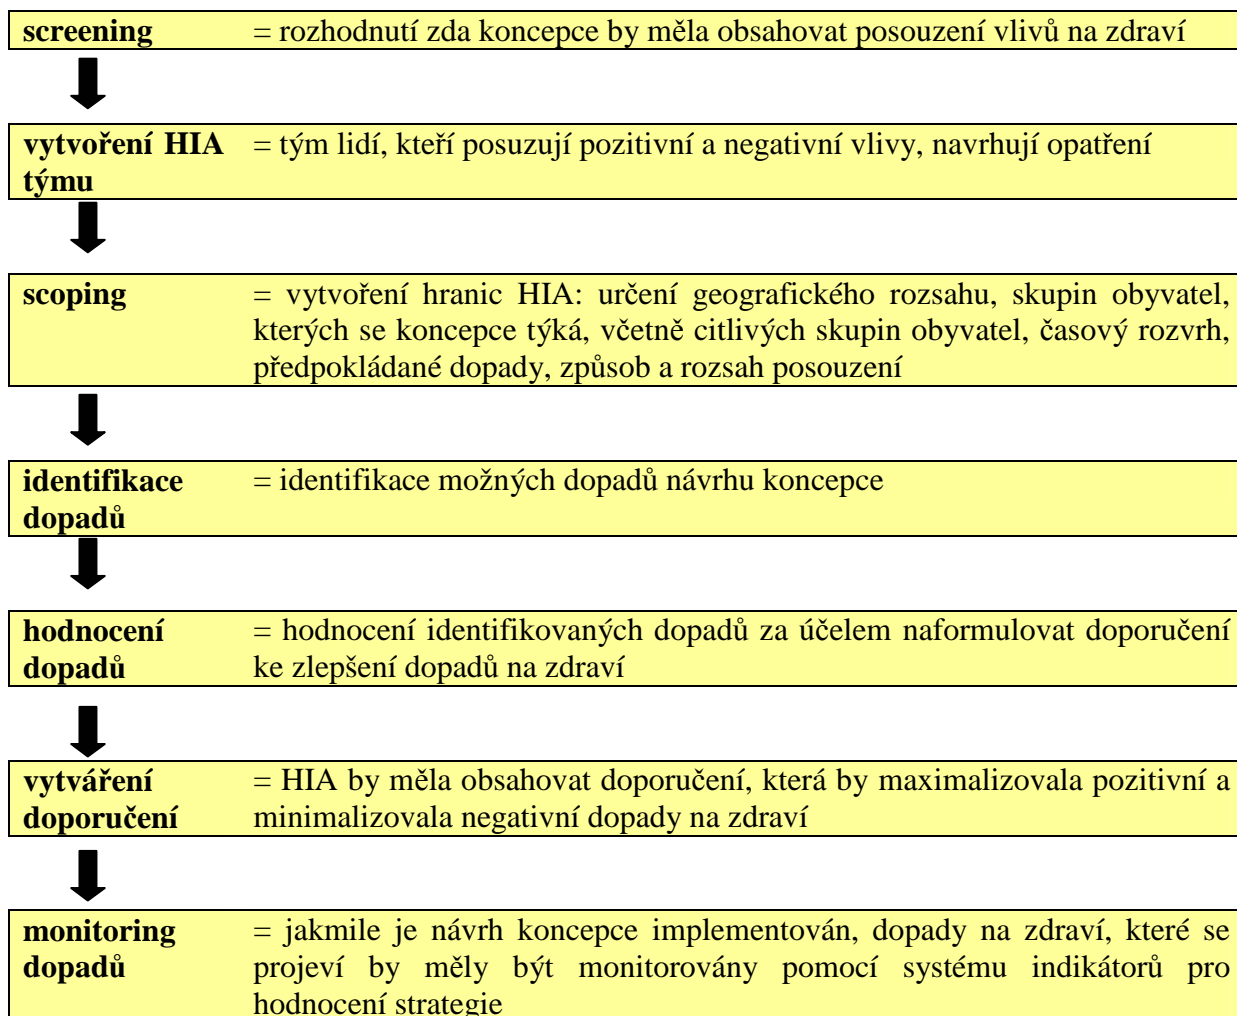 screening = rozhodnutí zda koncepce by měla obsahovat posouzení vlivů na zdraví
vytvoření HIA = tým lidí, kteří posuzují pozitivní a negativní vlivy, navrhují opatření
týmu
scoping = vytvoření hranic HIA: určení geografického rozsahu, skupin obyvatel,
kterých se koncepce týká, včetně citlivých skupin obyvatel, časový rozvrh,
předpokládané dopady, způsob a rozsah posouzení
identifikace = identifikace možných dopadů návrhu koncepce
dopadů
hodnocení = hodnocení identifikovaných dopadů za účelem naformulovat doporučení
dopadů ke zlepšení dopadů na zdraví
vytváření = HIA by měla obsahovat doporučení, která by maximalizovala pozitivní a
doporučení minimalizovala negativní dopady na zdraví
monitoring = jakmile je návrh koncepce implementován, dopady na zdraví, které se
dopadů projeví by měly být monitorovány pomocí systému indikátorů pro
hodnocení strategie